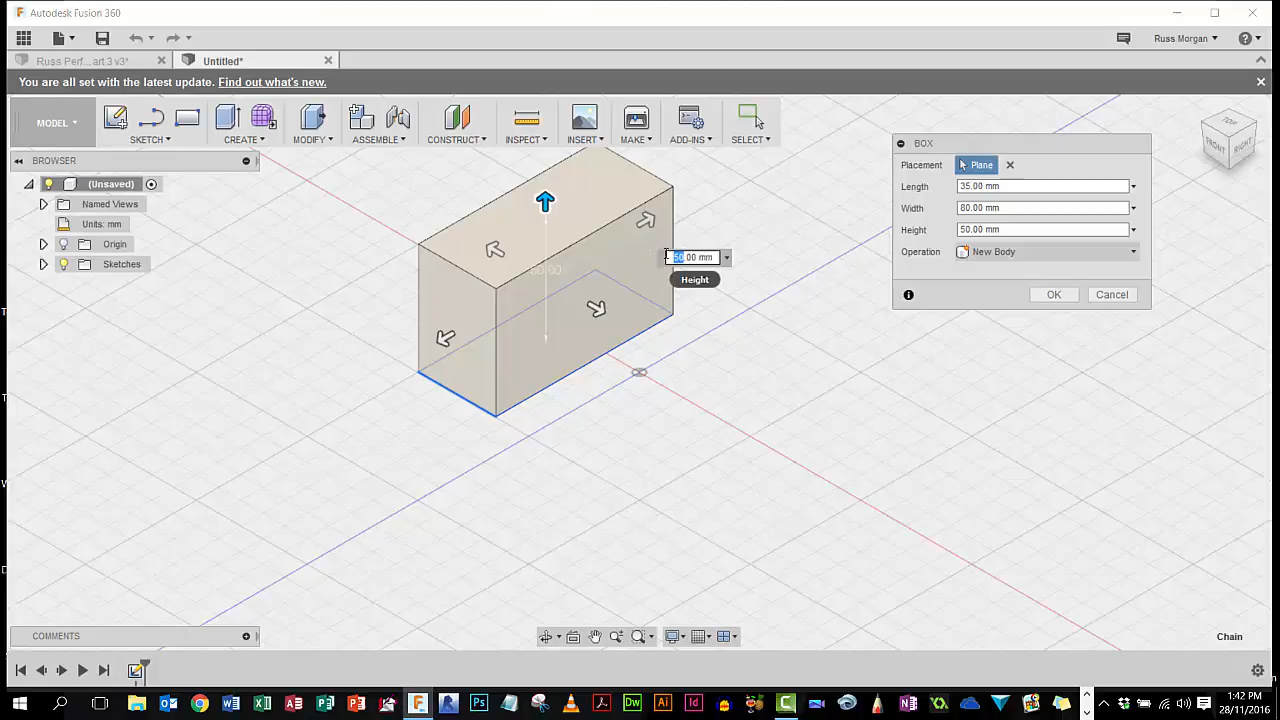 Autodesk Fusion 360
Russ Morgan
Russ Perf...art 3 v3*
Untitled*
You are all set with the latest update. Find out what's new.
MODEL
SKETCH
CREATE
MODIFY
ASSEMBLE
CONSTRUCT
INSPECT
INSERT
MAKE
ADD-INS
SELECT
TOP
FRONT
RIGHT
BROWSER
(Unsaved)
Named Views
Units: mm
Origin
Sketches
BOX
Placement Plane
Length 35.00 mm
Width 80.00 mm
Height 50.00 mm
Operation New Body
OK Cancel
50.00 mm
Height
COMMENTS
Chain
1:42 PM
28/11/2016